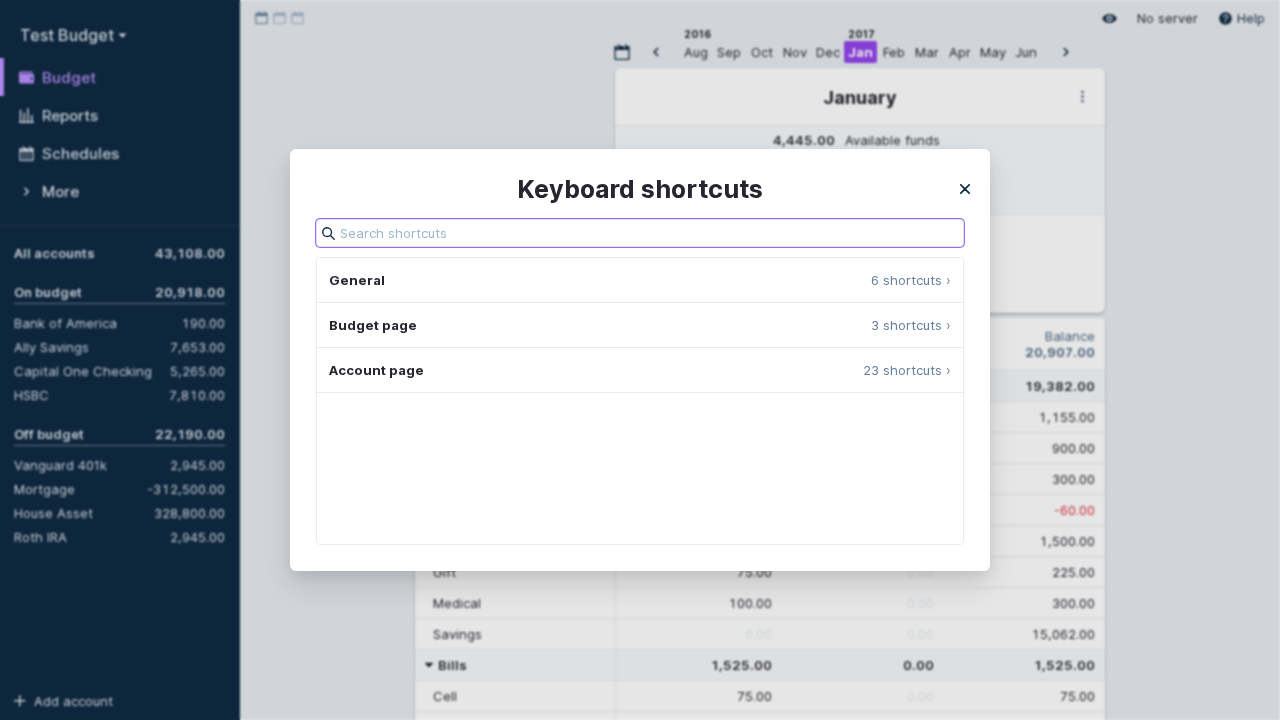 Test Budget
Budget
Reports
Schedules
More
All accounts 43,108.00
On budget 20,918.00
Bank of America 190.00
Ally Savings 7,653.00
Capital One Checking 5,265.00
HSBC 7,810.00
Off budget 22,190.00
Vanguard 401k 2,945.00
Mortgage -312,500.00
House Asset 328,800.00
Roth IRA 2,945.00
Add account
No server
Help
2016 2017
Aug Sep Oct Nov Dec Jan Feb Mar Apr May Jun
January
4,445.00 Available funds
Keyboard shortcuts
Search shortcuts
General 6 shortcuts ›
Budget page 3 shortcuts ›
Account page 23 shortcuts ›
Balance
20,907.00
19,382.00
1,155.00
900.00
300.00
-60.00
1,500.00
Gift 75.00 0.00 225.00
Medical 100.00 0.00 300.00
Savings 0.00 0.00 15,062.00
Bills 1,525.00 0.00 1,525.00
Cell 75.00 0.00 75.00